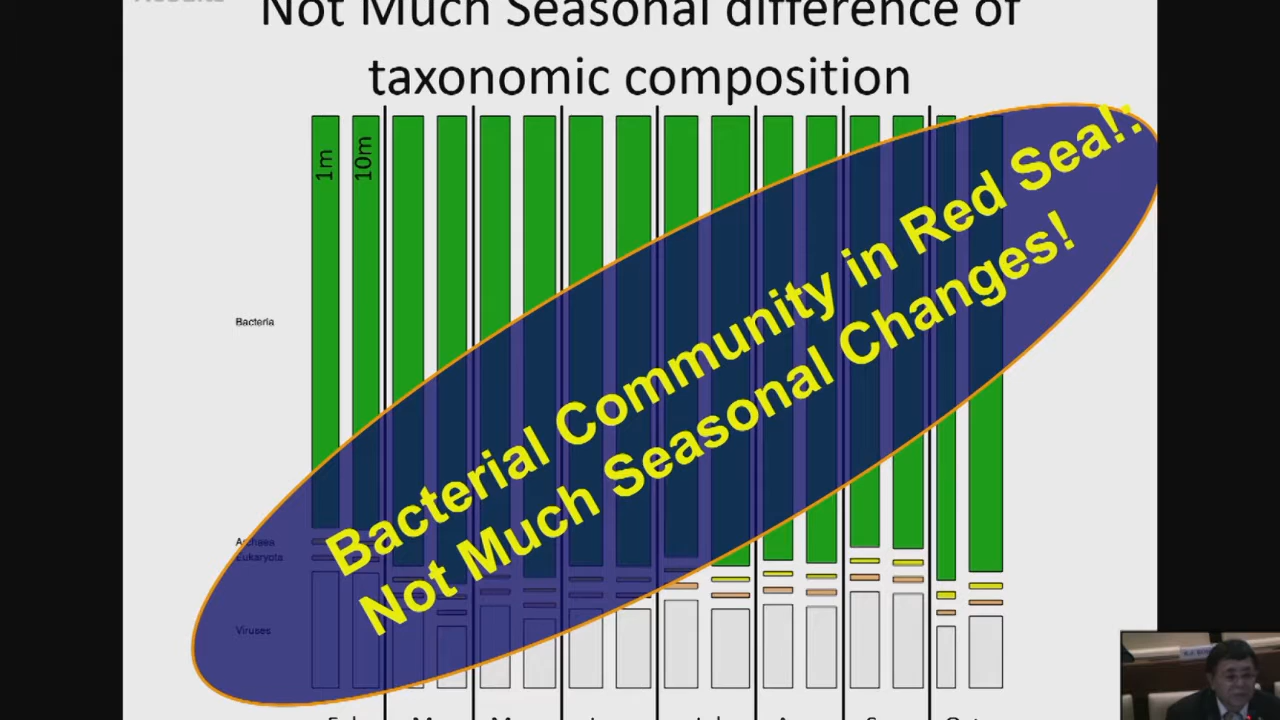 Not Much Seasonal difference of
taxonomic composition
1m
10m
Bacteria
Bacterial Community in Red Sea!:
Not Much Seasonal Changes!
Archaea
Eukaryota
Viruses